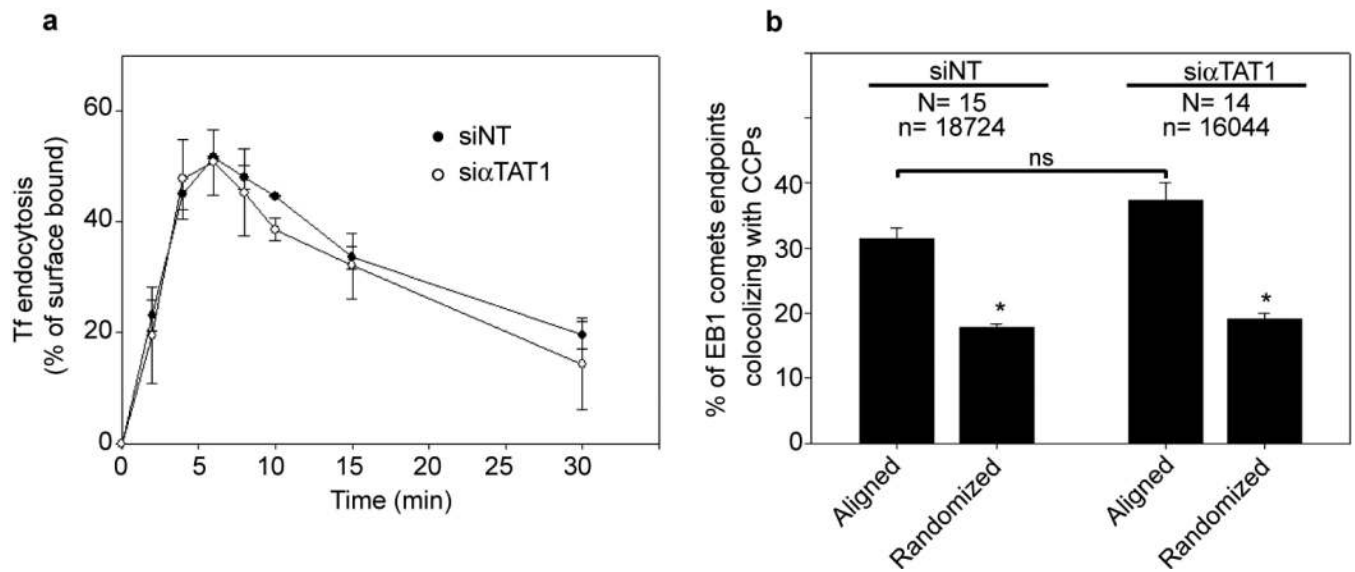 a
Tf endocytosis
(% of surface bound)
60
40
20
0
0 5 10 15 20 25 30
Time (min)
siNT
siαTAT1
b
% of EB1 comets endpoints
colocolizing with CCPs
40
30
20
10
0
siNT
N= 15
n= 18724
siαTAT1
N= 14
n= 16044
ns
*
*
Aligned
Randomized
Aligned
Randomized